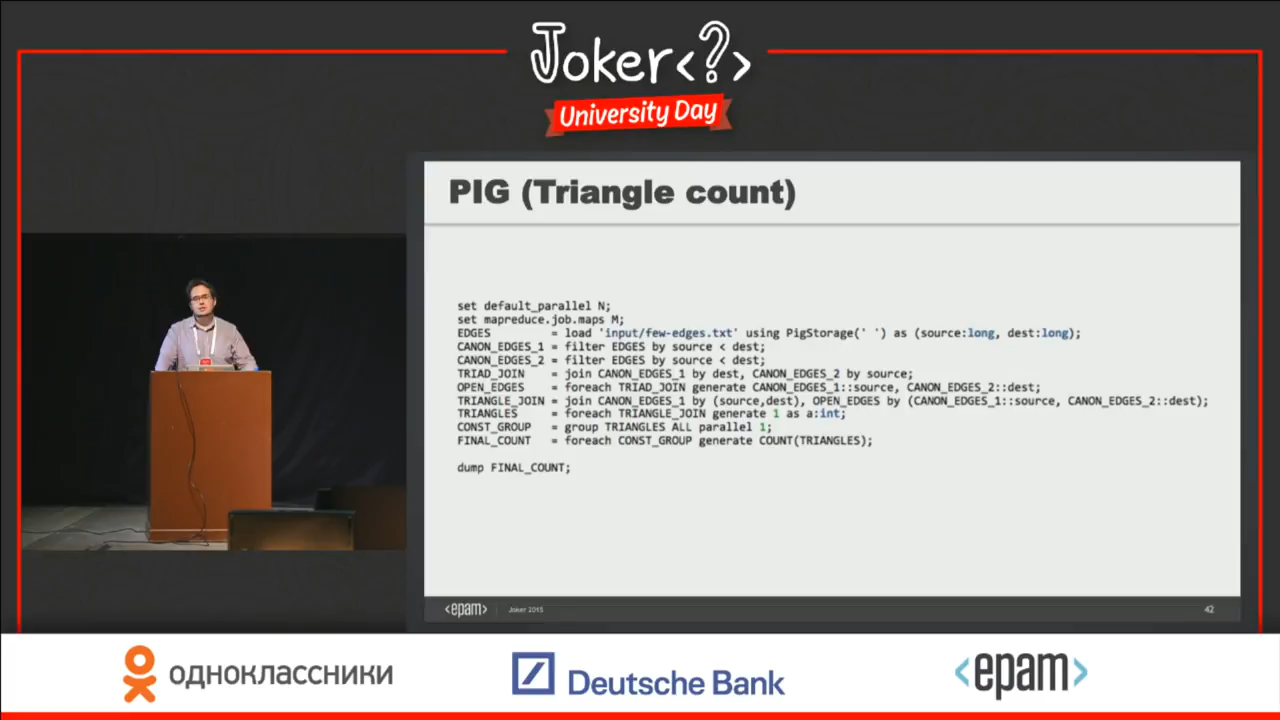 Joker<?>
University Day
PIG (Triangle count)
set default_parallel N;
set mapreduce.job.maps M;
EDGES = load 'input/few-edges.txt' using PigStorage(' ') as (source:long, dest:long);
CANON_EDGES_1 = filter EDGES by source < dest;
CANON_EDGES_2 = filter EDGES by source < dest;
TRIAD_JOIN = join CANON_EDGES_1 by dest, CANON_EDGES_2 by source;
OPEN_EDGES = foreach TRIAD_JOIN generate CANON_EDGES_1::source, CANON_EDGES_2::dest;
TRIANGLE_JOIN = join CANON_EDGES_1 by (source,dest), OPEN_EDGES by (CANON_EDGES_1::source, CANON_EDGES_2::dest);
TRIANGLES = foreach TRIANGLE_JOIN generate 1 as a:int;
CONST_GROUP = group TRIANGLES ALL parallel 1;
FINAL_COUNT = foreach CONST_GROUP generate COUNT(TRIANGLES);
dump FINAL_COUNT;
<epam> Joker 2015 42
одноклассники
Deutsche Bank
<epam>